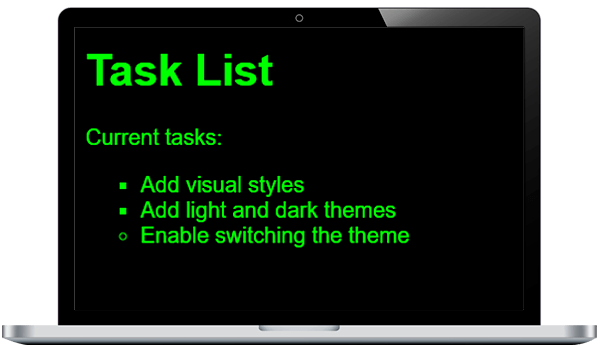 Task List
Current tasks:
Add visual styles
Add light and dark themes
Enable switching the theme